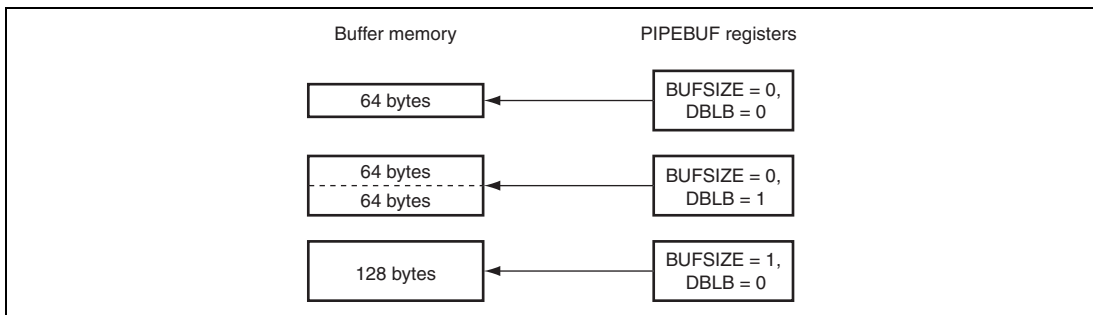 Buffer memory
PIPEBUF registers
64 bytes
BUFSIZE = 0,
DBLB = 0
64 bytes
64 bytes
BUFSIZE = 0,
DBLB = 1
128 bytes
BUFSIZE = 1,
DBLB = 0